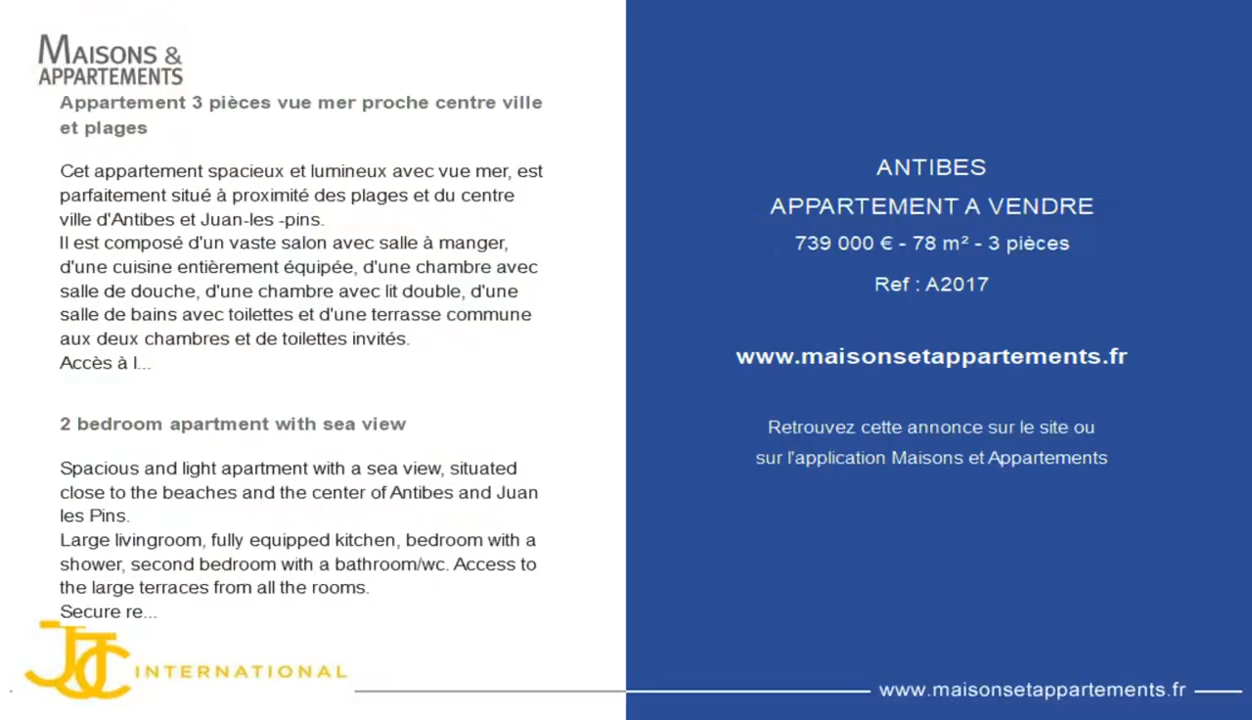 MAISONS &
APPARTEMENTS
Appartement 3 pièces vue mer proche centre ville
et plages
Cet appartement spacieux et lumineux avec vue mer, est
parfaitement situé à proximité des plages et du centre
ville d'Antibes et Juan-les -pins.
Il est composé d'un vaste salon avec salle à manger,
d'une cuisine entièrement équipée, d'une chambre avec
salle de douche, d'une chambre avec lit double, d'une
salle de bains avec toilettes et d'une terrasse commune
aux deux chambres et de toilettes invités.
Accès à l...
2 bedroom apartment with sea view
Spacious and light apartment with a sea view, situated
close to the beaches and the center of Antibes and Juan
les Pins.
Large livingroom, fully equipped kitchen, bedroom with a
shower, second bedroom with a bathroom/wc. Access to
the large terraces from all the rooms.
Secure re...
JJC INTERNATIONAL
ANTIBES
APPARTEMENT A VENDRE
739 000 € - 78 m² - 3 pièces
Ref : A2017
www.maisonsetappartements.fr
Retrouvez cette annonce sur le site ou
sur l'application Maisons et Appartements
www.maisonsetappartements.fr